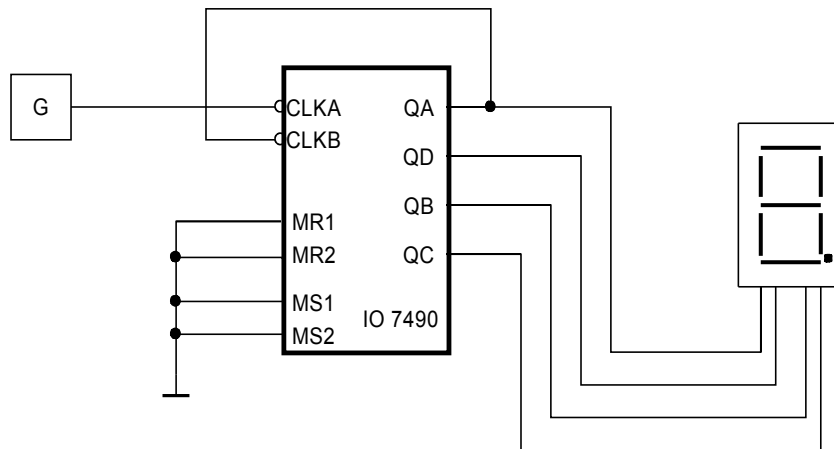 G
CLKA QA
CLKB
QD
QB
MR1
MR2 QC
MS1
IO 7490
MS2